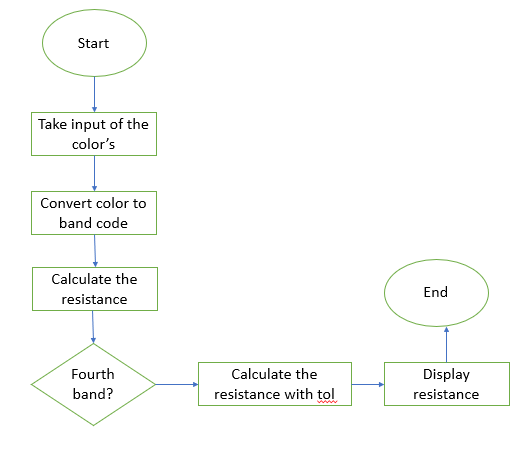 Start
Take input of the
color’s
Convert color to
band code
Calculate the
resistance
Fourth
band?
Calculate the
resistance with tol
Display
resistance
End